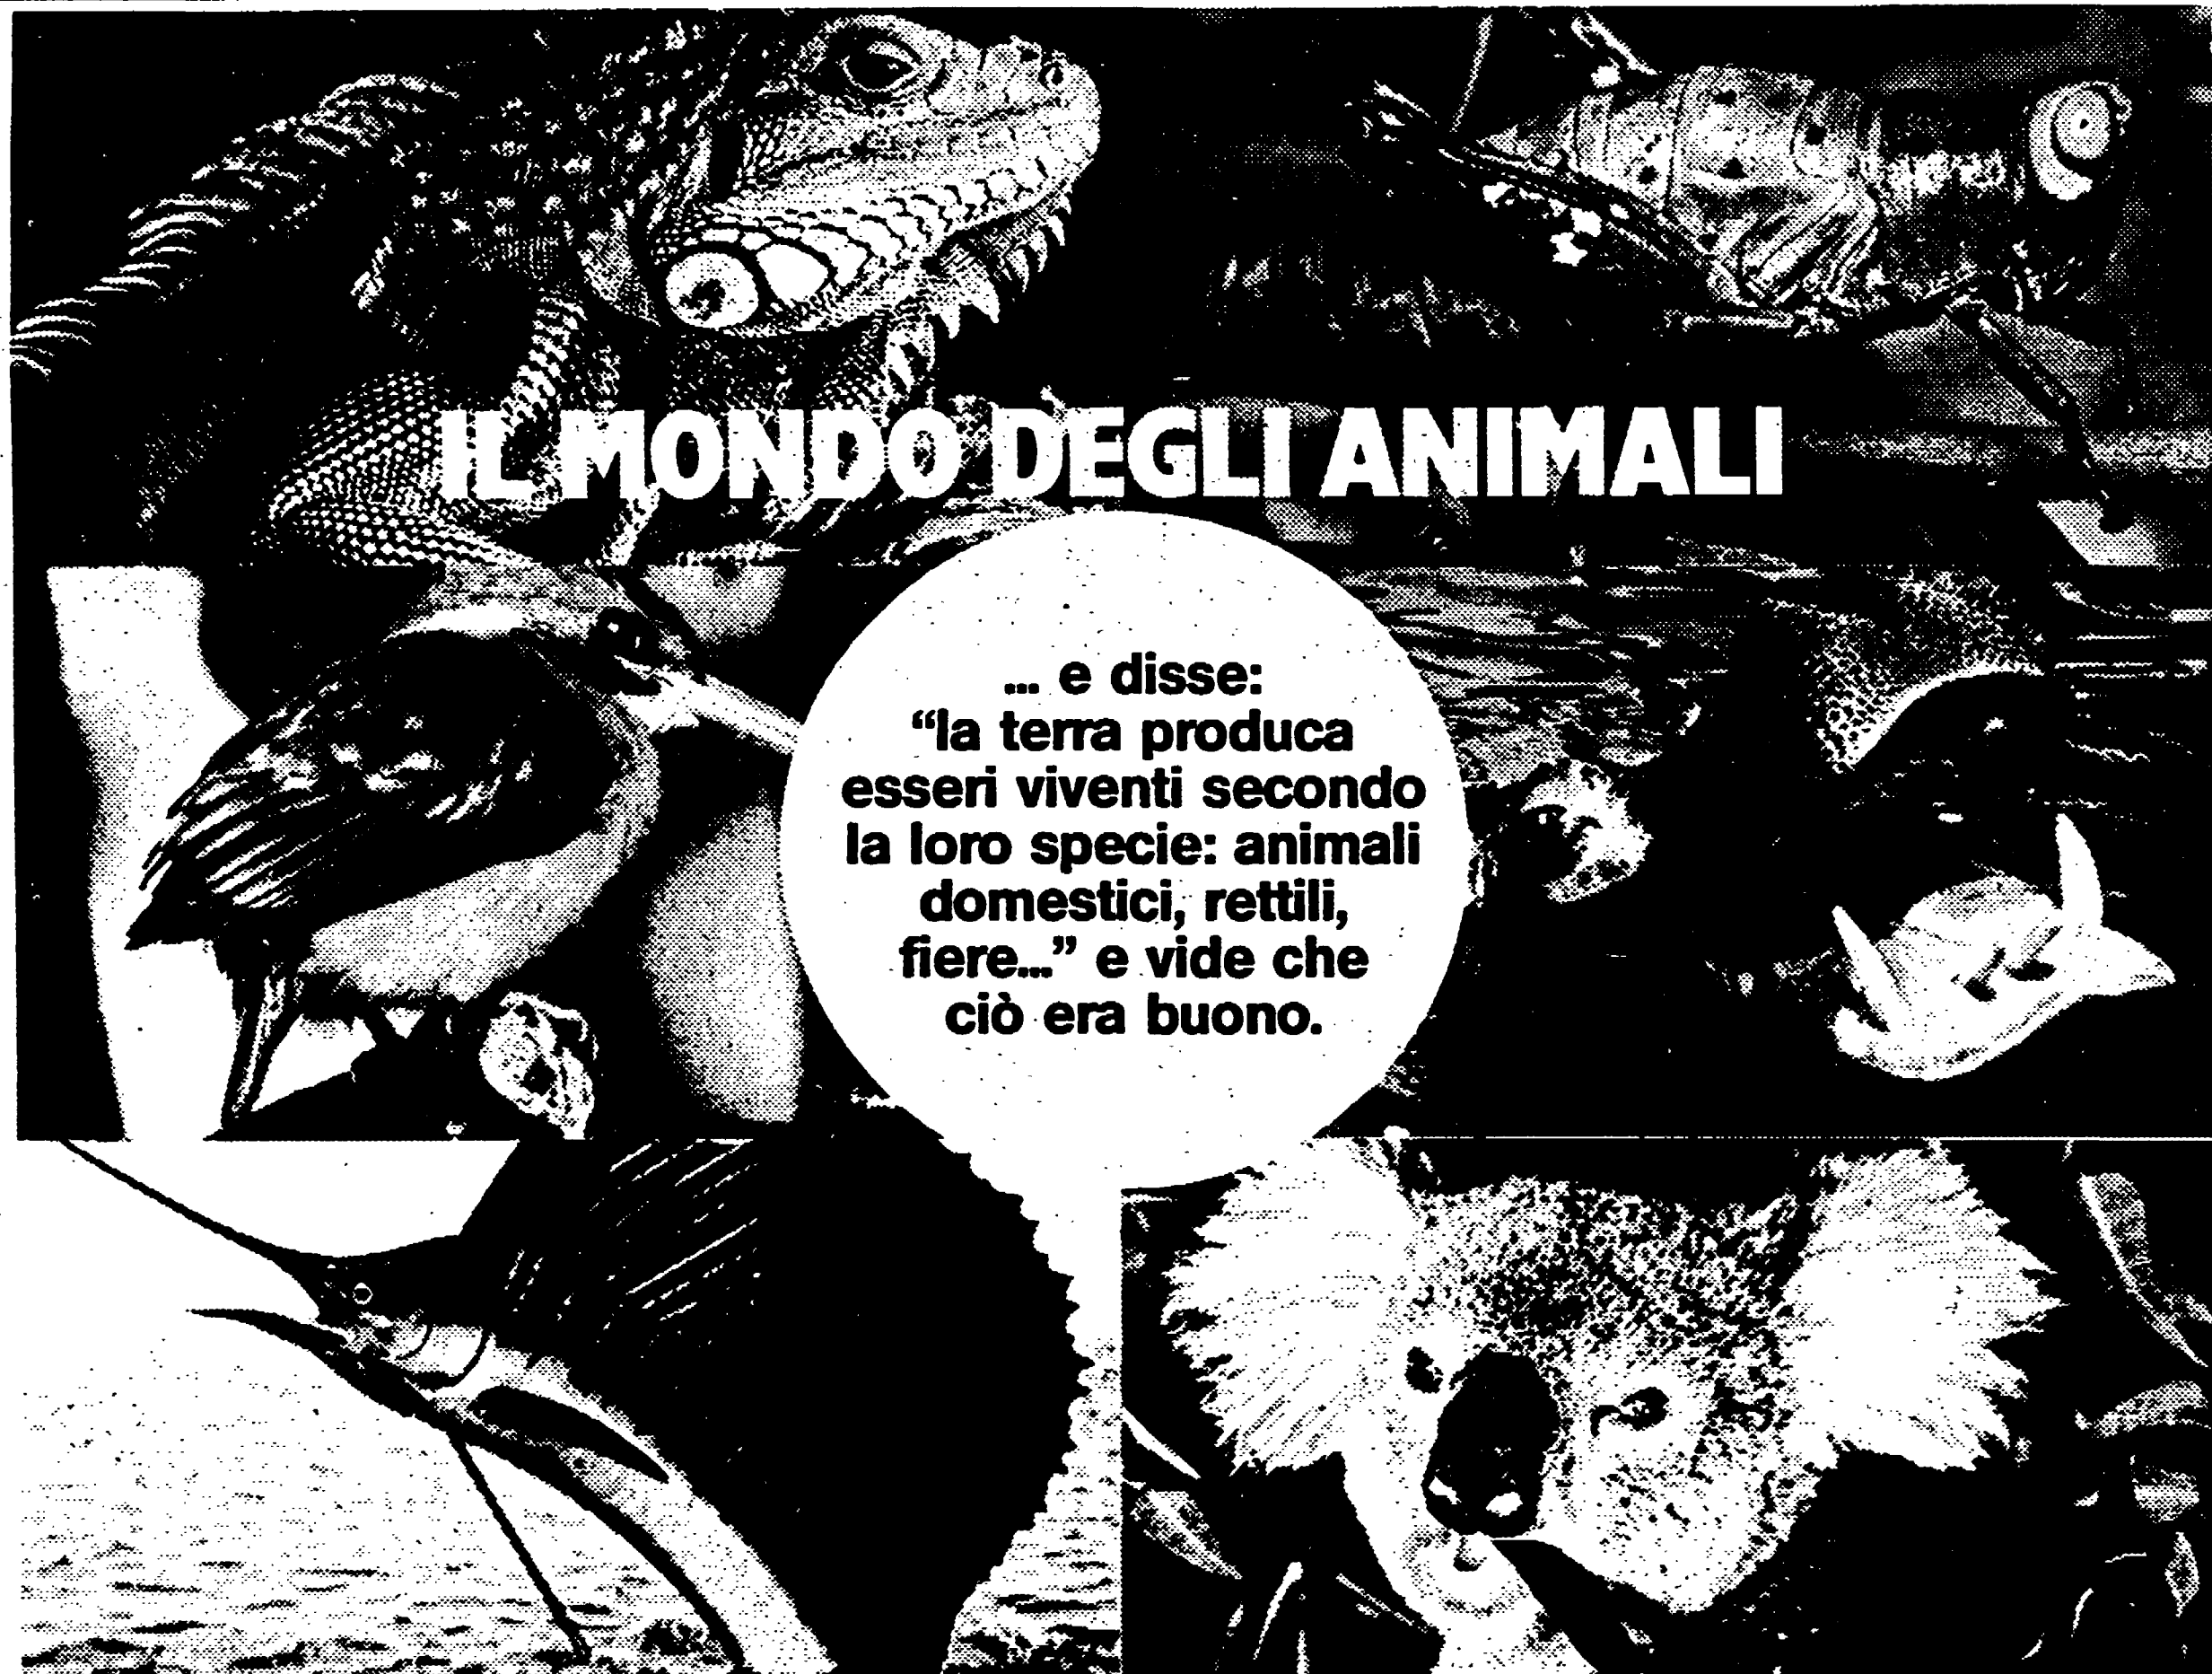 IL MONDO DEGLI ANIMALI
... e disse:
“la terra produca
esseri viventi secondo
la loro specie: animali
domestici, rettili,
fiere...” e vide che
ciò era buono.